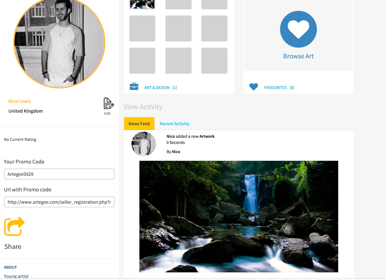 Browse Art
ART & DESIGN (1)
FAVOURITES (0)
Nico Lewis
United Kingdom
Edit
No Current Rating
Your Promo Code
Artegee5929
Url with Promo code
http://www.artegee.com/seller_registration.php?r
Share
ABOUT
Young artist
View Activity
News Feed
Recent Activity
Nico added a new Artwork
0 Seconds
By Nico